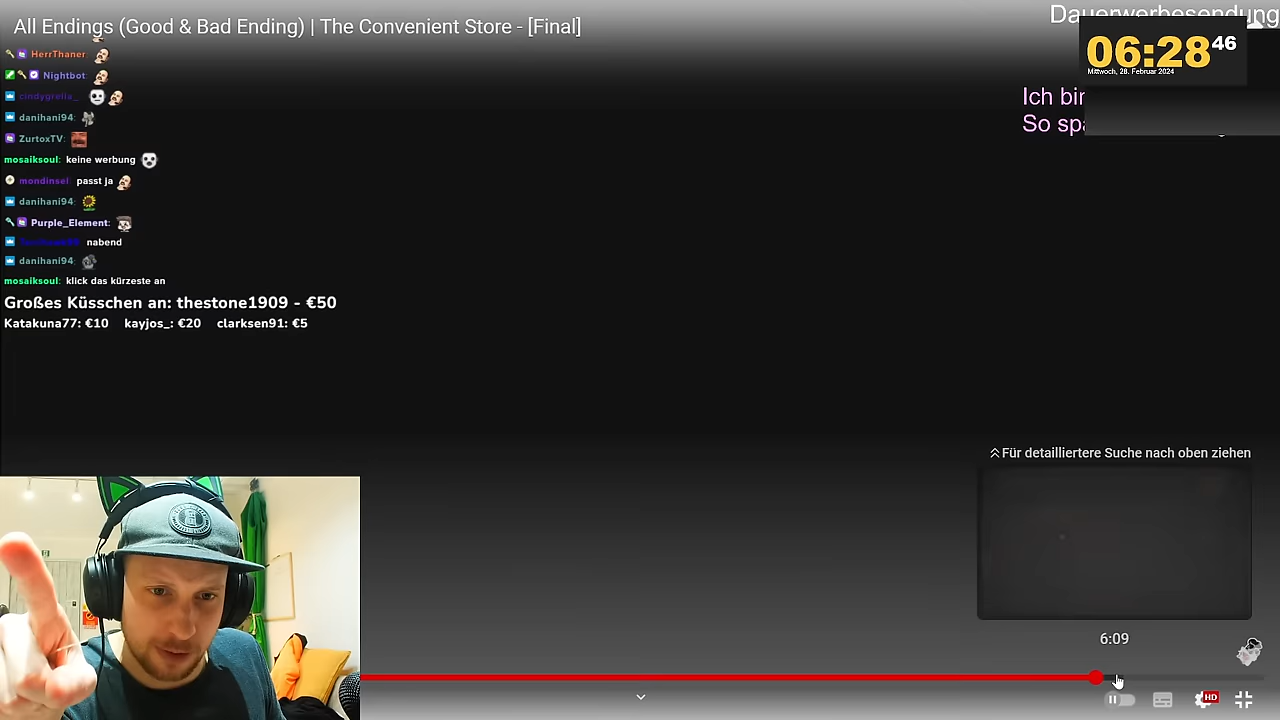 All Endings (Good & Bad Ending) | The Convenient Store - [Final]
Dauerwerbesendung
06:28 46
Mittwoch, 28. Februar 2024
HerrThaner:
Nightbot:
cindygrella_
Ich bin
So spa
danihani94:
ZurtoxTV:
mosaiksoul: keine werbung
mondinsel: passt ja
danihani94:
Purple_Element:
nabend
danihani94:
mosaiksoul: klick das kürzeste an
Großes Küsschen an: thestone1909 - €50
Katakuna77: €10 kayjos_: €20 clarksen91: €5
Für detailliertere Suche nach oben ziehen
6:09
HD